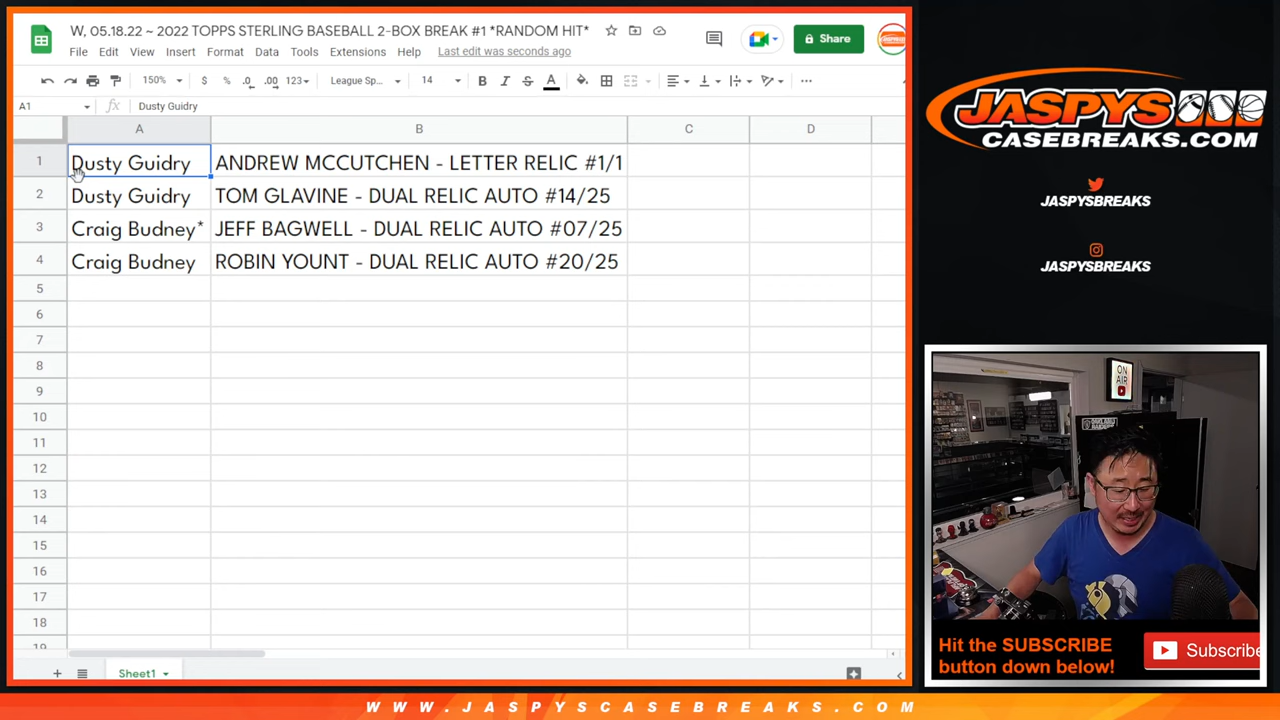 W, 05.18.22 ~ 2022 TOPPS STERLING BASEBALL 2-BOX BREAK #1 *RANDOM HIT*
File Edit View Insert Format Data Tools Extensions Help Last edit was seconds ago
Share
150% $ % .0 .00 123 League Sp... 14 B I S A
A1 fx Dusty Guidry
A B C D
1 Dusty Guidry ANDREW MCCUTCHEN - LETTER RELIC #1/1
2 Dusty Guidry TOM GLAVINE - DUAL RELIC AUTO #14/25
3 Craig Budney* JEFF BAGWELL - DUAL RELIC AUTO #07/25
4 Craig Budney ROBIN YOUNT - DUAL RELIC AUTO #20/25
5
6
7
8
9
10
11
12
13
14
15
16
17
18
19
Sheet1
JASPYS
CASEBREAKS.COM
JASPYSBREAKS
JASPYSBREAKS
ON
AIR
Hit the SUBSCRIBE
button down below!
Subscribe
WWW.JASPYSCASEBREAKS.COM